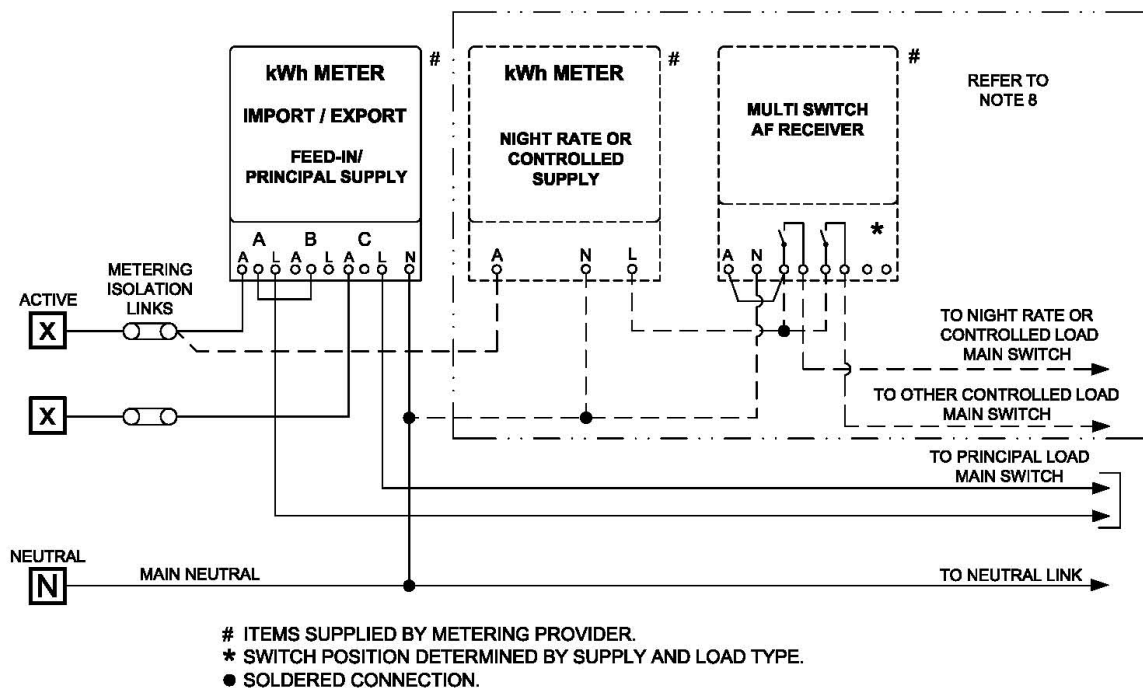 kWh METER
IMPORT / EXPORT
FEED-IN/
PRINCIPAL SUPPLY
A B C
A L A L A L N
#
kWh METER
NIGHT RATE OR
CONTROLLED
SUPPLY
A N L
#
MULTI SWITCH
AF RECEIVER
*
A N
#
REFER TO
NOTE 8
METERING
ISOLATION
LINKS
ACTIVE
X
X
TO NIGHT RATE OR
CONTROLLED LOAD
MAIN SWITCH
TO OTHER CONTROLLED LOAD
MAIN SWITCH
TO PRINCIPAL LOAD
MAIN SWITCH
NEUTRAL
N
MAIN NEUTRAL
TO NEUTRAL LINK
# ITEMS SUPPLIED BY METERING PROVIDER.
* SWITCH POSITION DETERMINED BY SUPPLY AND LOAD TYPE.
● SOLDERED CONNECTION.